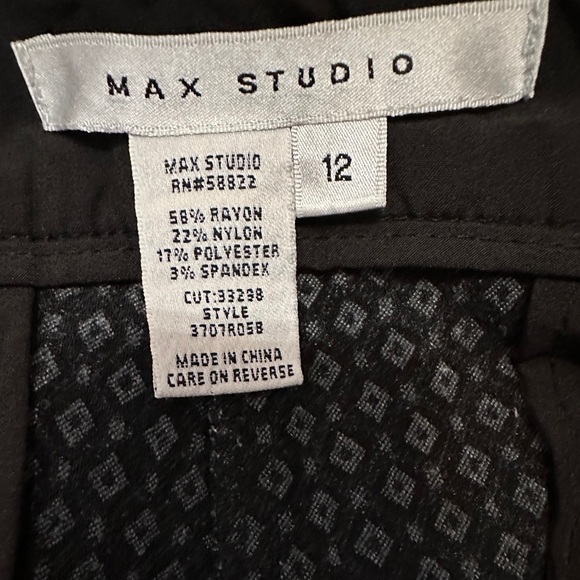 MAX STUDIO
12
MAX STUDIO
RN#58822
58% RAYON
22% NYLON
17% POLYESTER
3% SPANDEX
CUT:33298
STYLE
3707R058
MADE IN CHINA
CARE ON REVERSE